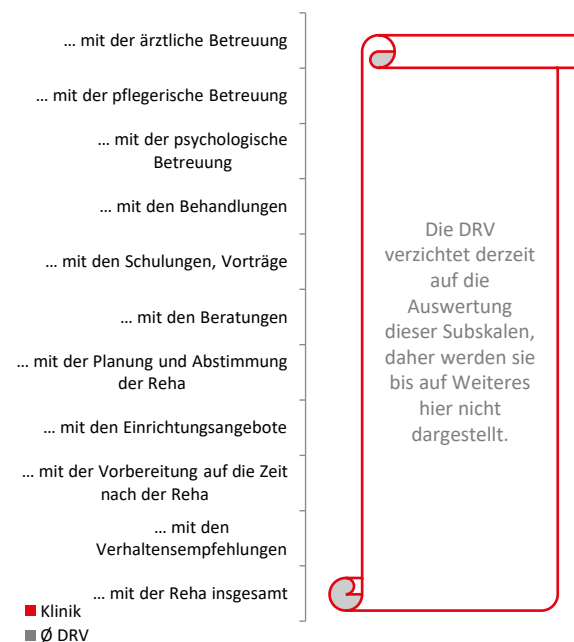 ... mit der ärztliche Betreuung
... mit der pflegerische Betreuung
... mit der psychologische
Betreuung
... mit den Behandlungen
... mit den Schulungen, Vorträge
... mit den Beratungen
... mit der Planung und Abstimmung
der Reha
... mit den Einrichtungsangebote
... mit der Vorbereitung auf die Zeit
nach der Reha
... mit den
Verhaltensempfehlungen
... mit der Reha insgesamt
Klinik
Ø DRV
Die DRV
verzichtet derzeit
auf die
Auswertung
dieser Subskalen,
daher werden sie
bis auf Weiteres
hier nicht
dargestellt.